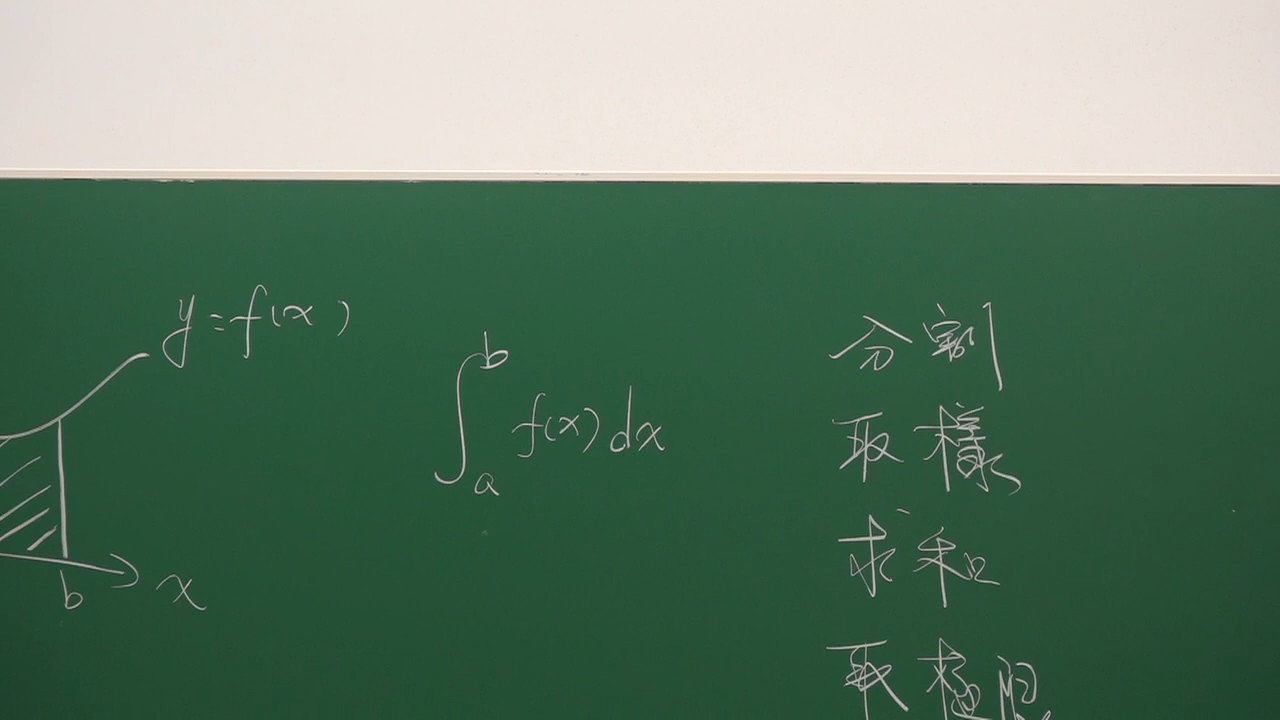 y=f(x)
b
x
∫_a^b f(x)dx
分割
取樣
求和
取極限